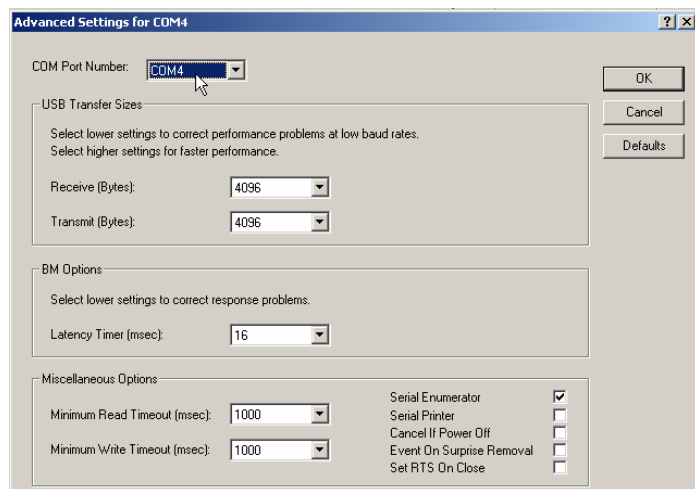 Advanced Settings for COM4
COM Port Number: COM4
OK
USB Transfer Sizes
Cancel
Select lower settings to correct performance problems at low baud rates.
Defaults
Select higher settings for faster performance.
Receive (Bytes): 4096
Transmit (Bytes): 4096
BM Options
Select lower settings to correct response problems.
Latency Timer (msec): 16
Miscellaneous Options
Serial Enumerator
Minimum Read Timeout (msec): 1000
Serial Printer
Cancel If Power Off
Minimum Write Timeout (msec): 1000
Event On Surprise Removal
Set RTS On Close